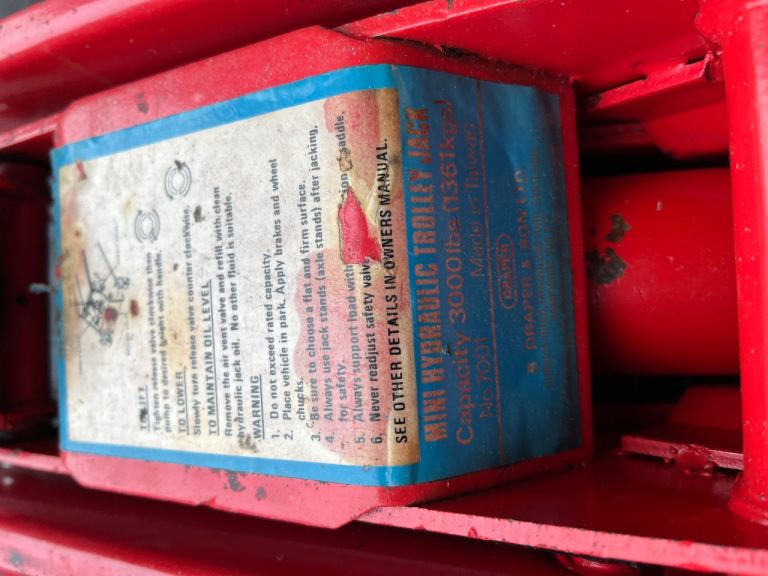 TO LIFT
Tighten release valve clockwise then
pump to desired height with handle.
TO LOWER
Slowly turn release valve counter clockwise.
TO MAINTAIN OIL LEVEL
Remove the air vent valve and refill with clean
hydraulic jack oil. No other fluid is suitable.
WARNING
1. Do not exceed rated capacity.
2. Place vehicle in park. Apply brakes and wheel
chucks.
3. Be sure to choose a flat and firm surface.
4. Always use jack stands (axle stands) after jacking,
for safety.
5. Always support load with saddle.
6. Never readjust safety valve
SEE OTHER DETAILS IN OWNERS MANUAL.
MINI HYDRAULIC TROLLEY JACK
Capacity 3000lbs (1361kgs)
No.7001 Made in Taiwan
DRAPER
B. DRAPER & SON LTD